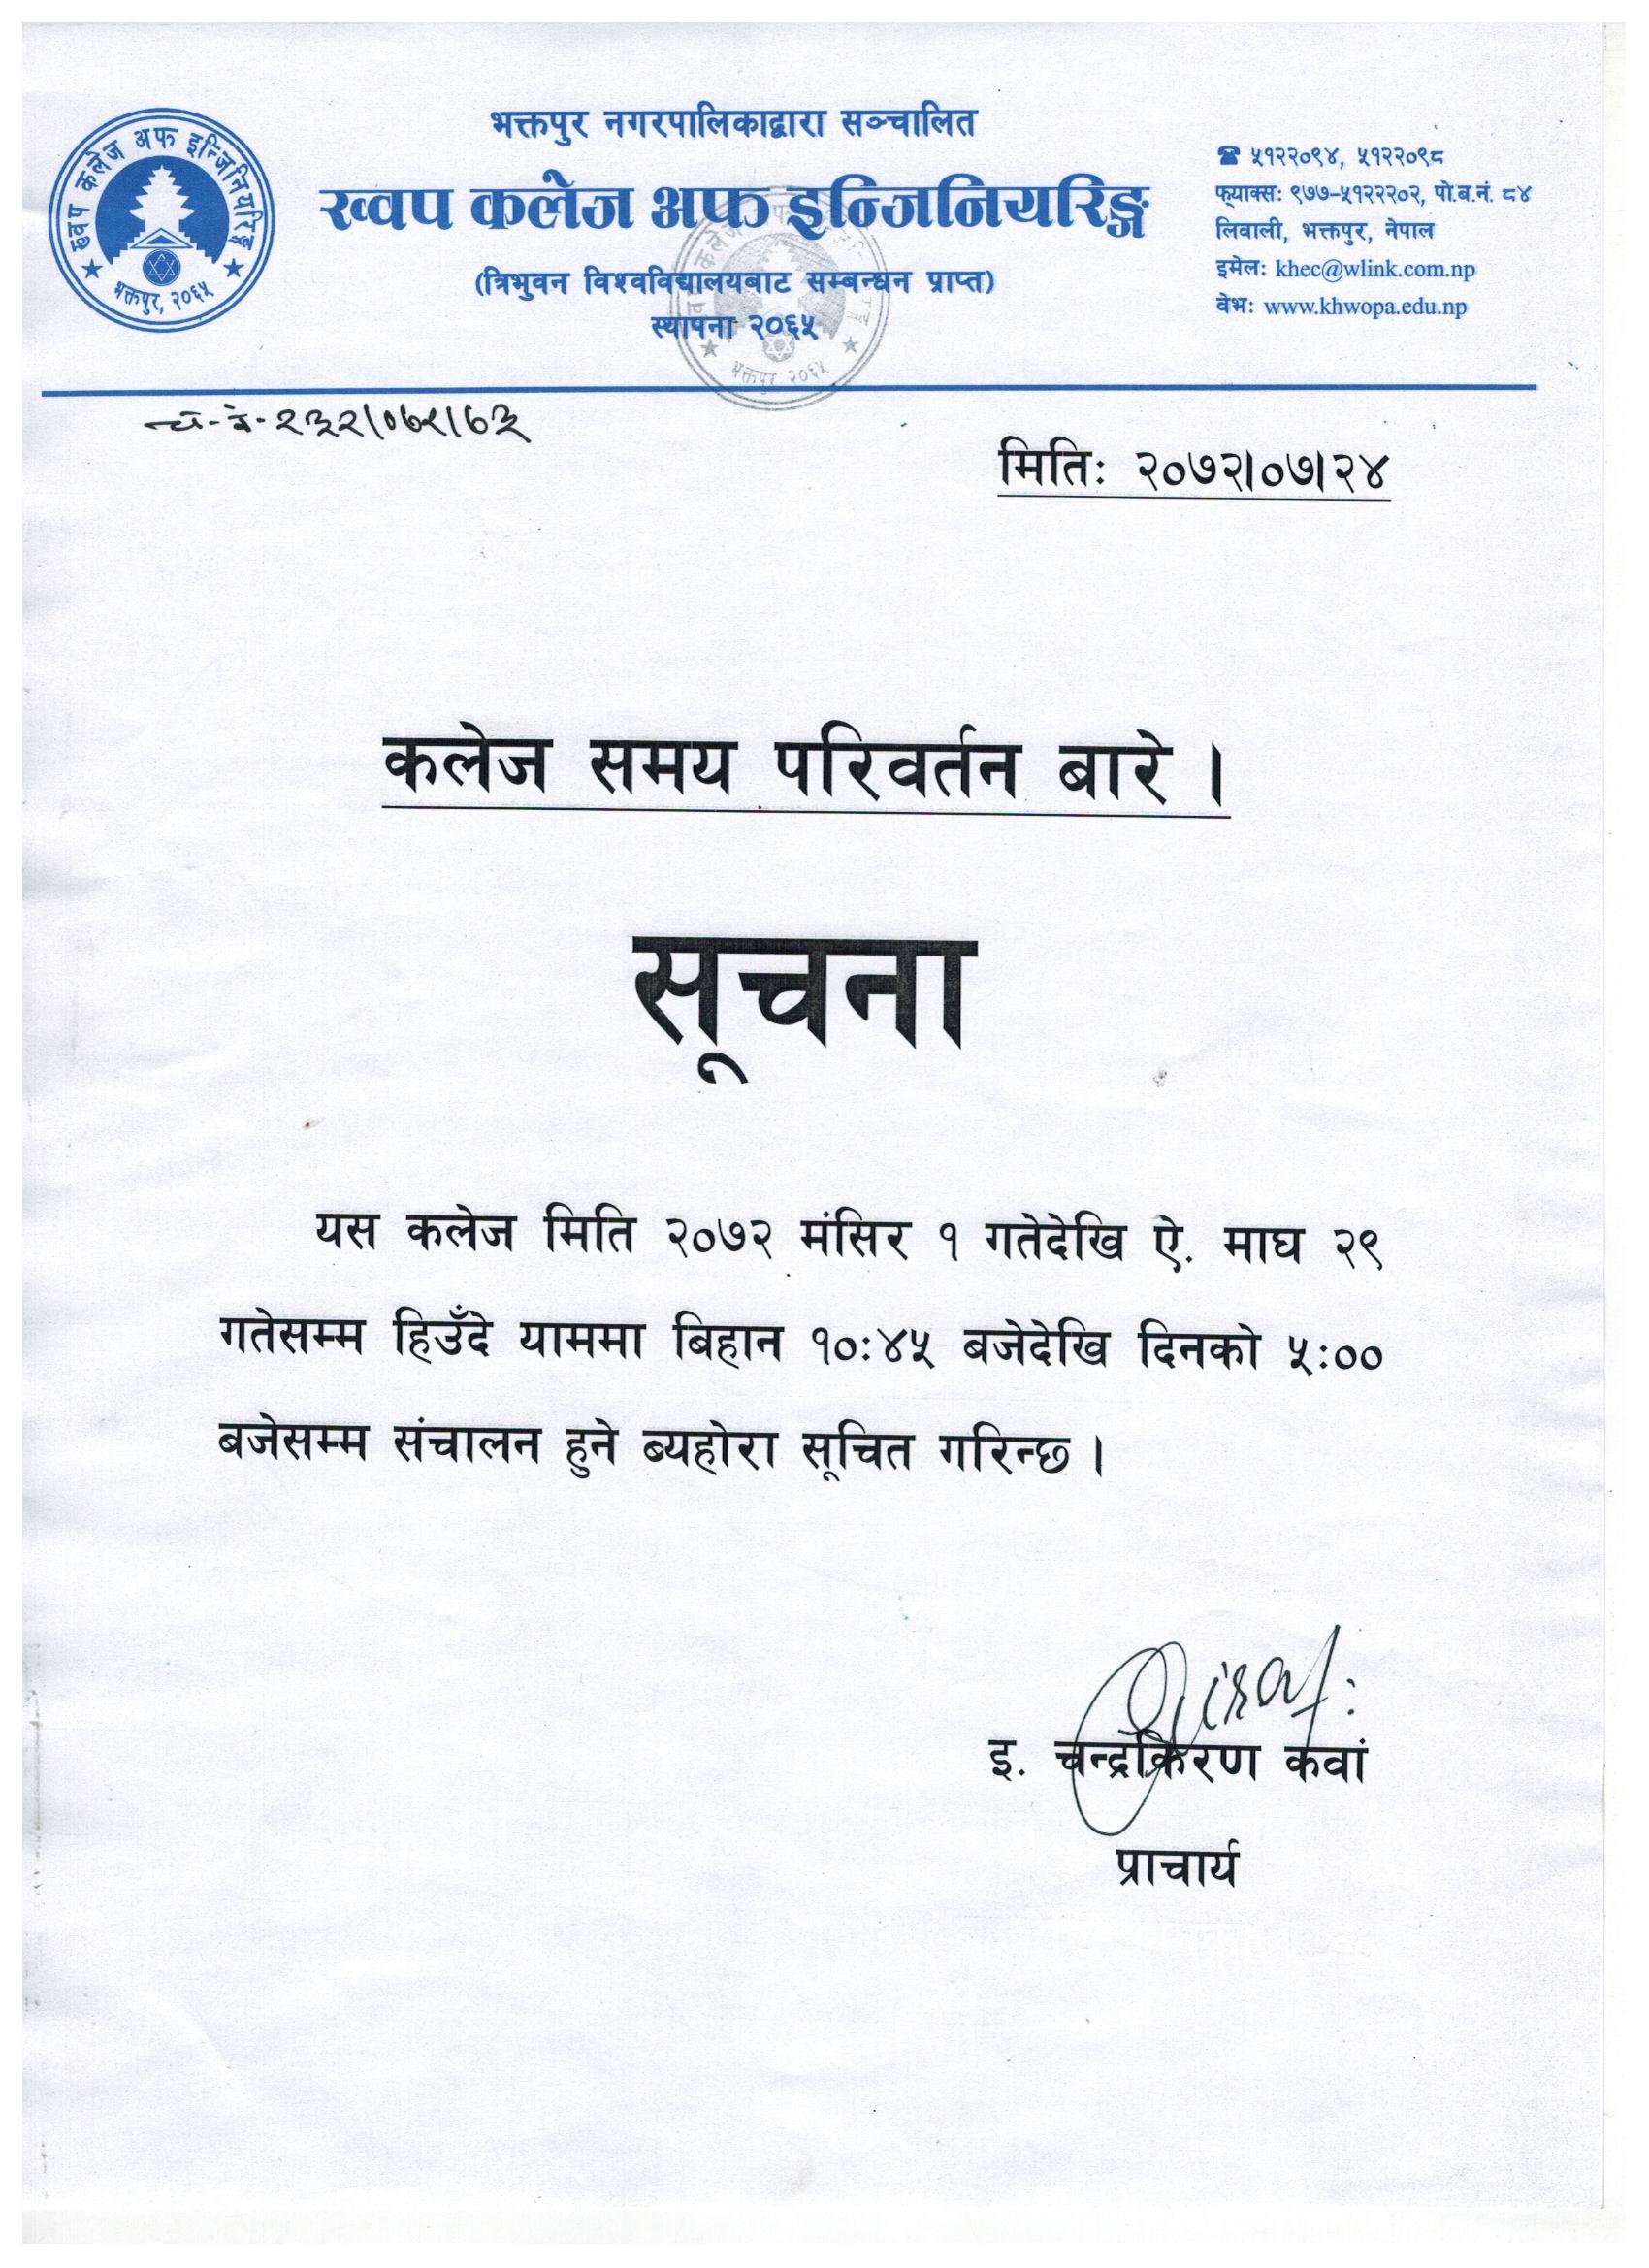 ख्वप कलेज अफ इन्जिनियरिङ्ग
भक्तपुर, २०६५
भक्तपुर नगरपालिकाद्वारा सञ्चालित
ख्वप कलेज अफ इन्जिनियरिङ्ग
(त्रिभुवन विश्वविद्यालयबाट सम्बन्धन प्राप्त)
स्थापना २०६५
☎ ५१२२०९४, ५१२२०९८
फ्याक्सः ९७७-५१२२२०२, पो.ब.नं. ८४
लिवाली, भक्तपुर, नेपाल
इमेलः khec@wlink.com.np
वेभः www.khwopa.edu.np
भक्तपुर २०६५
च.नं. २३२/०७२/७३
मितिः २०७२।०७।२४
कलेज समय परिवर्तन बारे ।
सूचना
यस कलेज मिति २०७२ मंसिर १ गतेदेखि ऐ. माघ २९
गतेसम्म हिउँदे याममा बिहान १०:४५ बजेदेखि दिनको ५:००
बजेसम्म संचालन हुने ब्यहोरा सूचित गरिन्छ ।
इ. चन्द्रकिरण कवां
प्राचार्य